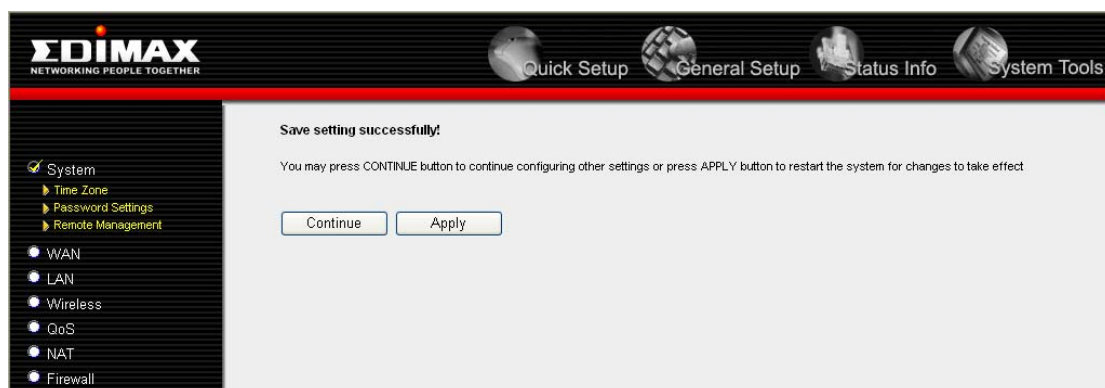 EDIMAX
NETWORKING PEOPLE TOGETHER
Quick Setup
General Setup
Status Info
System Tools
System
Time Zone
Password Settings
Remote Management
WAN
LAN
Wireless
QoS
NAT
Firewall
Save setting successfully!
You may press CONTINUE button to continue configuring other settings or press APPLY button to restart the system for changes to take effect
Continue
Apply